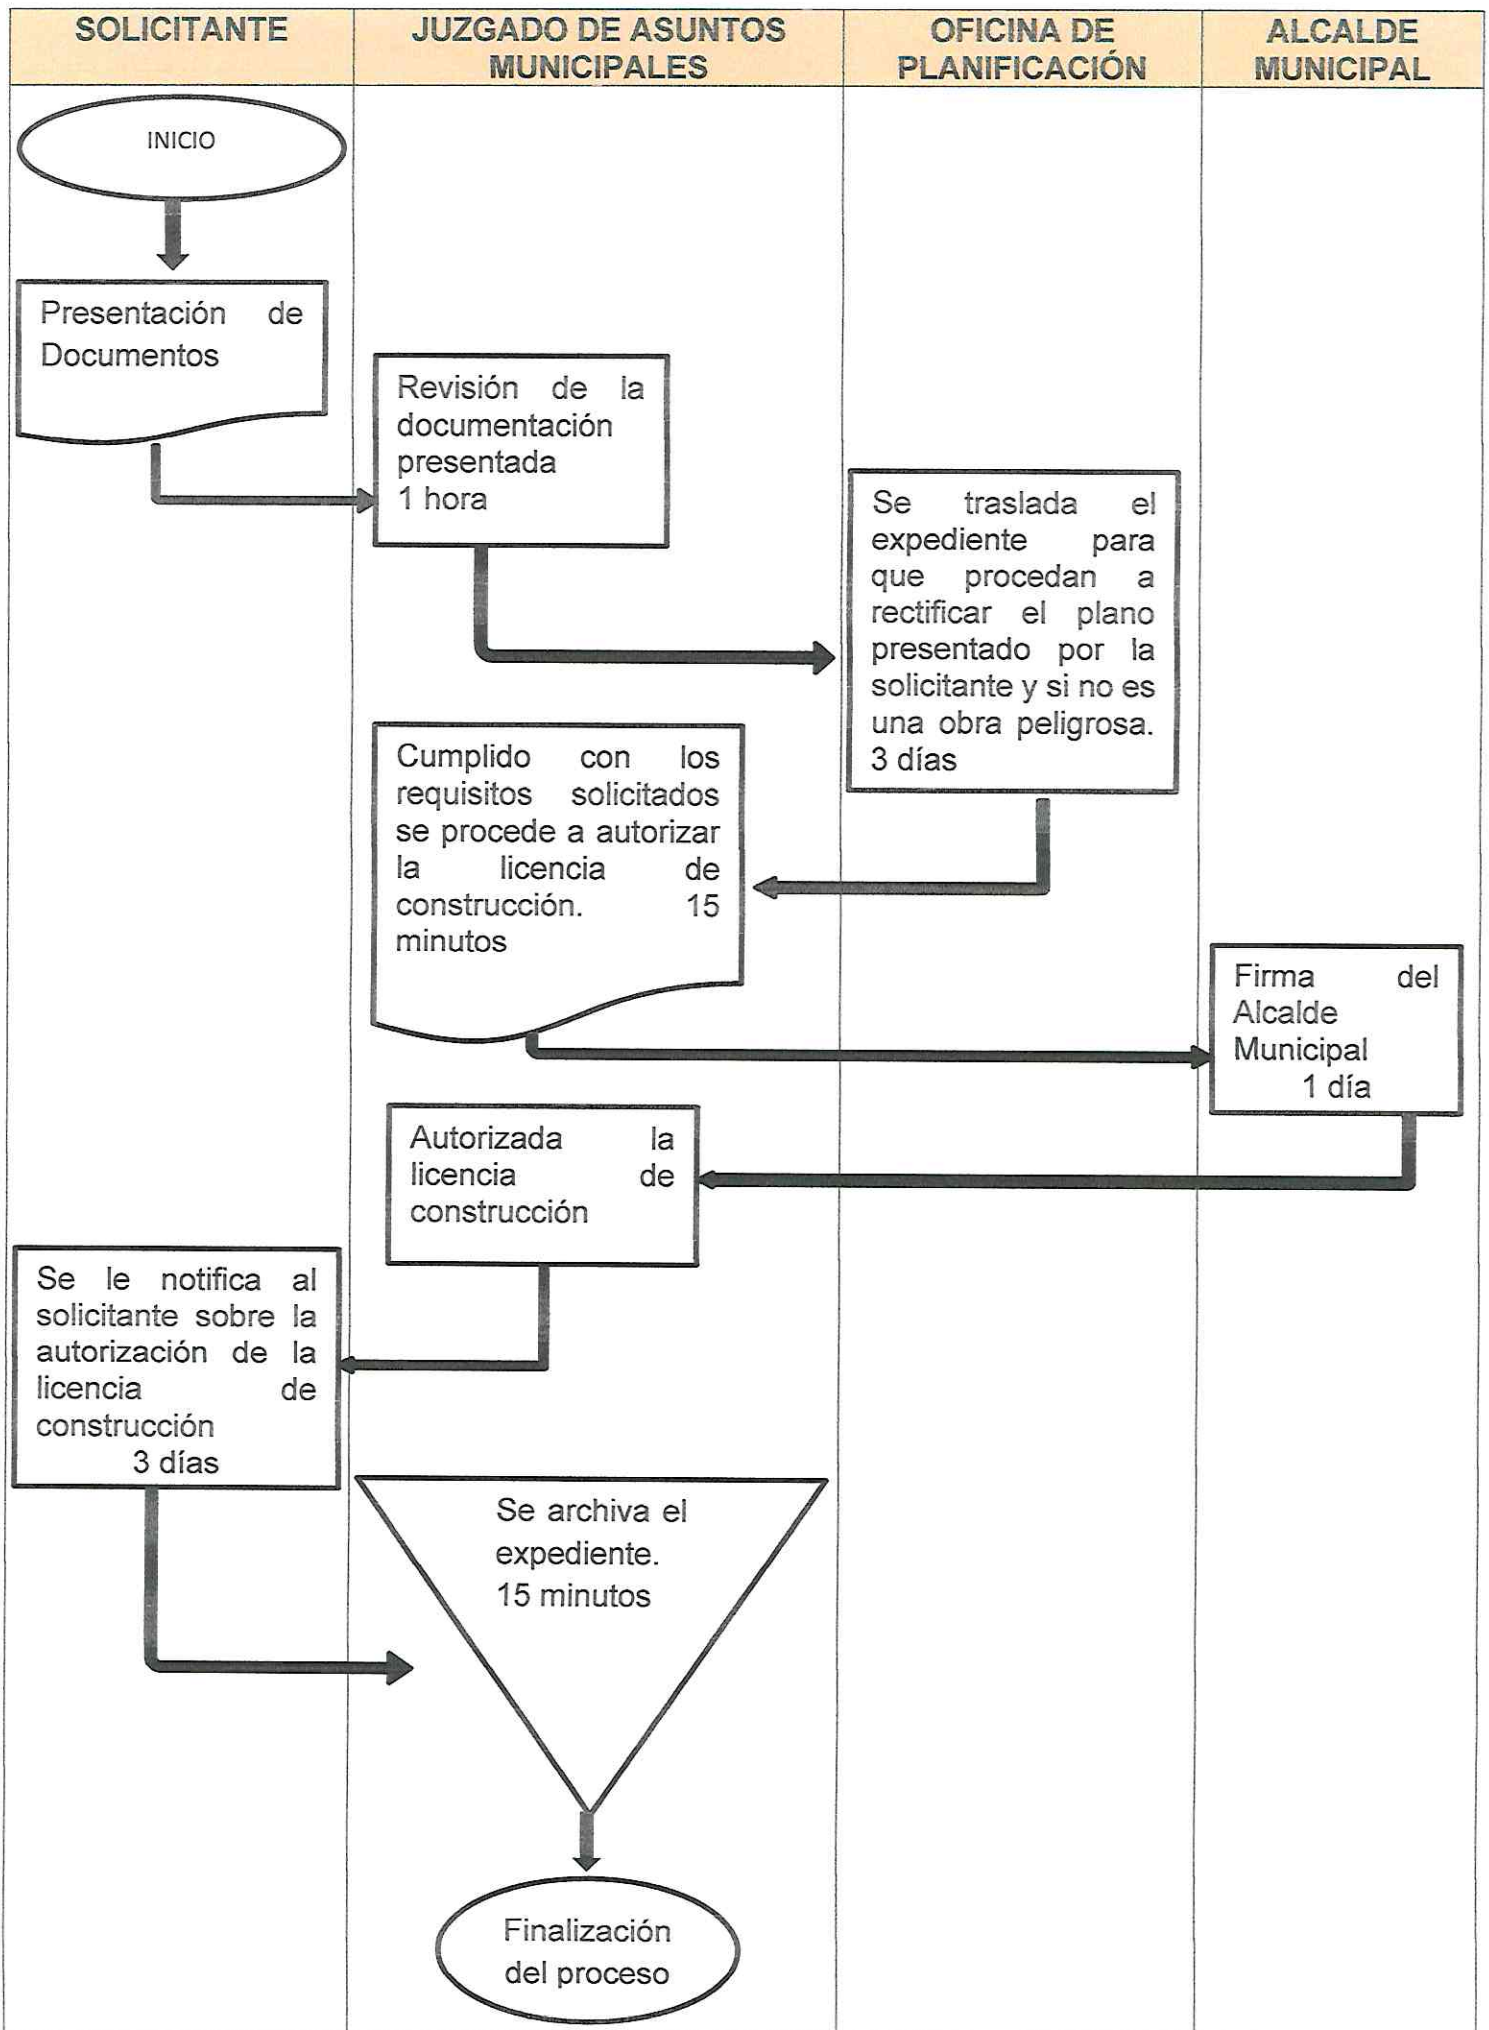 SOLICITANTE
JUZGADO DE ASUNTOS
MUNICIPALES
OFICINA DE
PLANIFICACIÓN
ALCALDE
MUNICIPAL
INICIO
Presentación de
Documentos
Revisión de la
documentación
presentada
1 hora
Se traslada el
expediente para
que procedan a
rectificar el plano
presentado por la
solicitante y si no es
una obra peligrosa.
3 días
Cumplido con los
requisitos solicitados
se procede a autorizar
la licencia de
construcción. 15
minutos
Firma del
Alcalde
Municipal
1 día
Autorizada la
licencia de
construcción
Se le notifica al
solicitante sobre la
autorización de la
licencia de
construcción
3 días
Se archiva el
expediente.
15 minutos
Finalización
del proceso